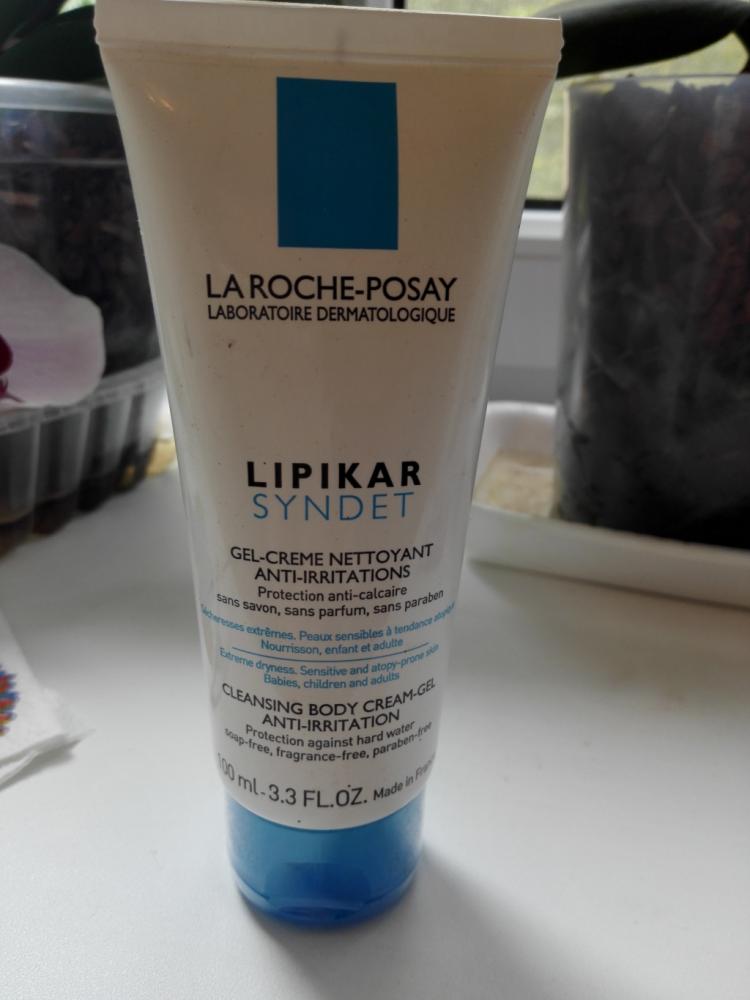 LA ROCHE-POSAY
LABORATOIRE DERMATOLOGIQUE
LIPIKAR
SYNDET
GEL-CREME NETTOYANT
ANTI-IRRITATIONS
Protection anti-calcaire
sans savon, sans parfum, sans paraben
Sécheresses extrêmes. Peaux sensibles à tendance atopique
Nourrisson, enfant et adulte
Extreme dryness. Sensitive and atopy-prone skin
Babies, children and adults
CLEANSING BODY CREAM-GEL
ANTI-IRRITATION
Protection against hard water
soap-free, fragrance-free, paraben-free
100 ml - 3.3 FL.OZ. Made in